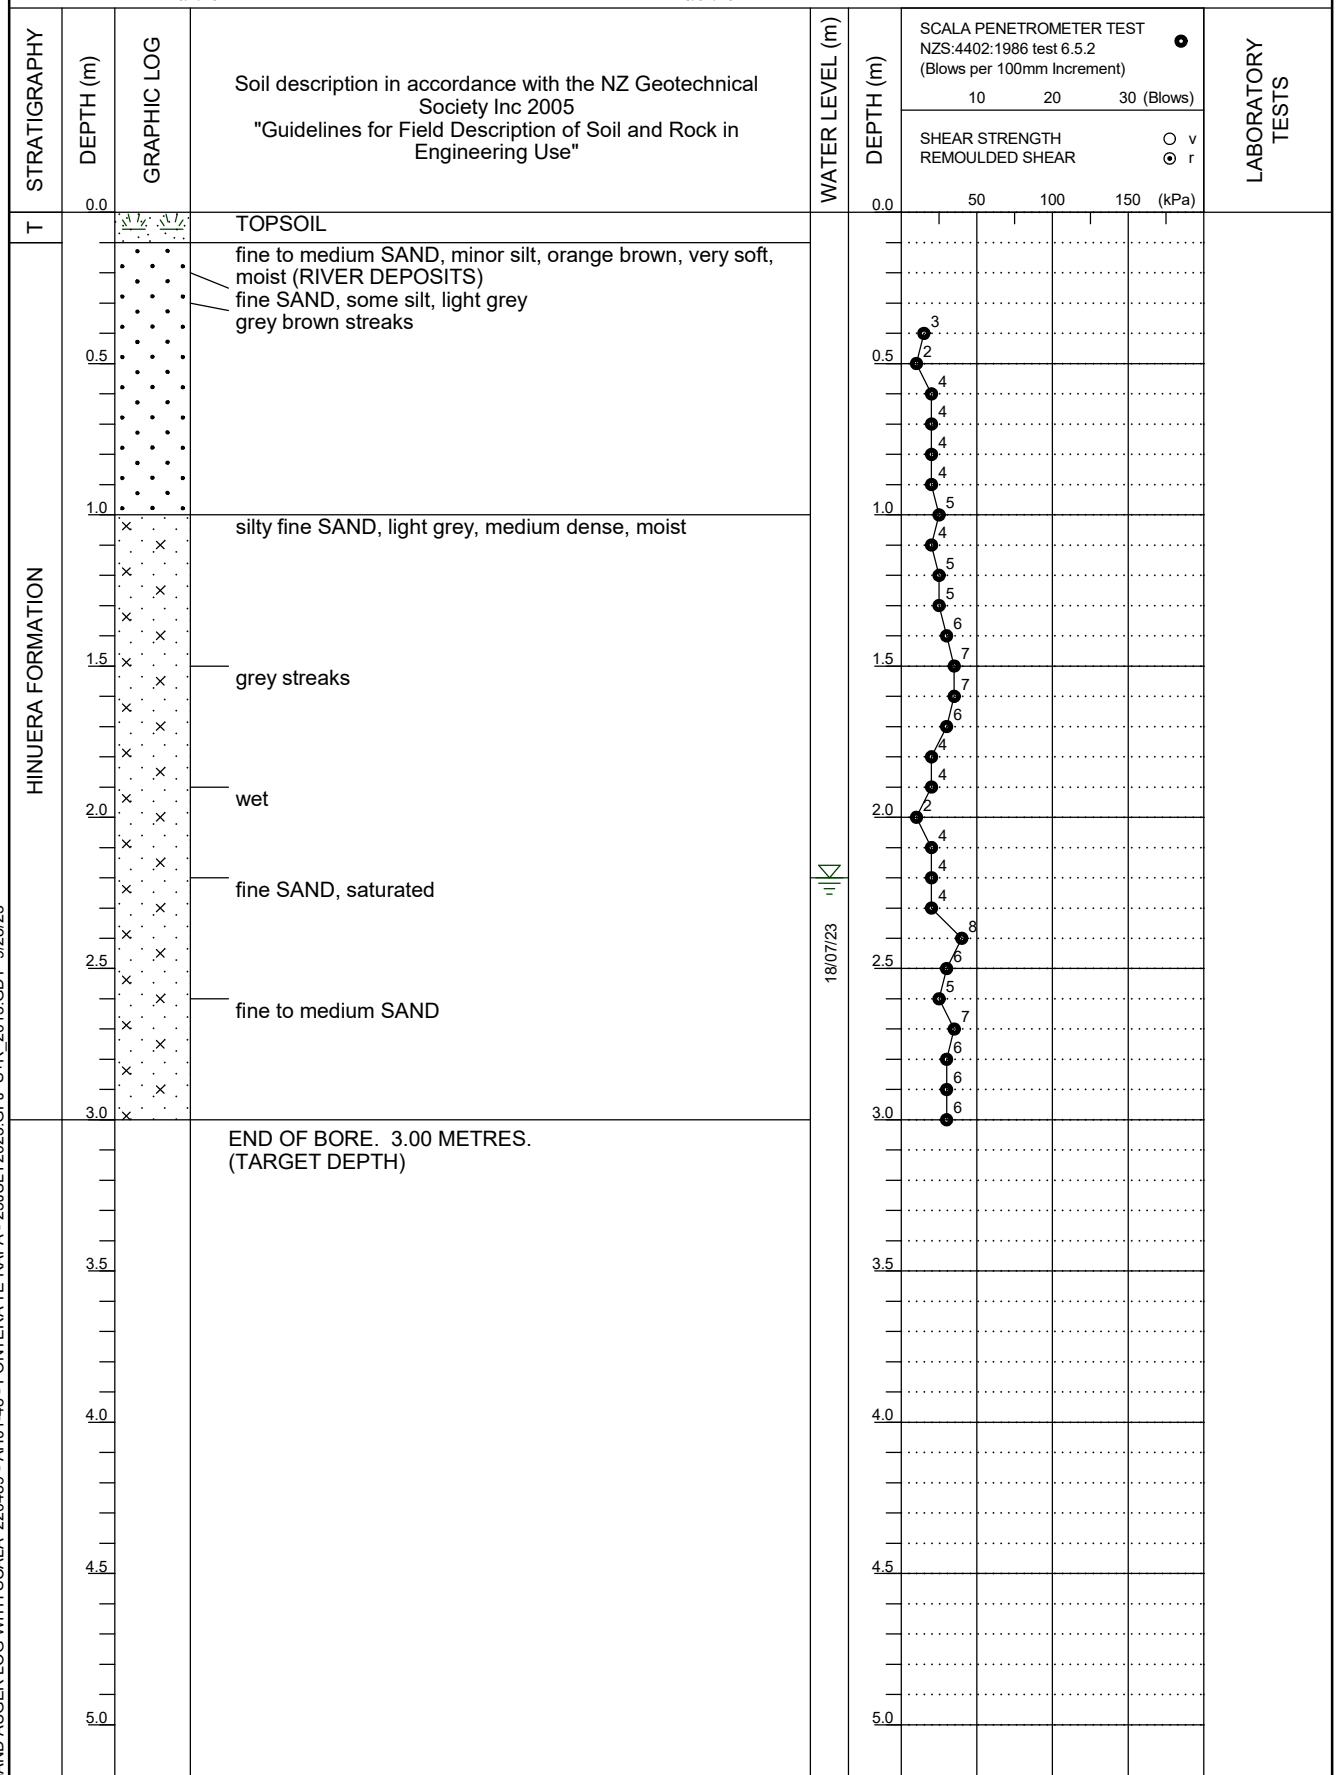 STRATIGRAPHY
DEPTH (m)
GRAPHIC LOG
Soil description in accordance with the NZ Geotechnical
Society Inc 2005
"Guidelines for Field Description of Soil and Rock in
Engineering Use"
WATER LEVEL (m)
DEPTH (m)
SCALA PENETROMETER TEST
NZS:4402:1986 test 6.5.2
(Blows per 100mm Increment)
10 20 30 (Blows)
SHEAR STRENGTH v
REMOULDED SHEAR r
50 100 150 (kPa)
LABORATORY
TESTS
0.0 0.0
T
TOPSOIL
fine to medium SAND, minor silt, orange brown, very soft,
moist (RIVER DEPOSITS)
fine SAND, some silt, light grey
grey brown streaks
3
0.5 0.5 2
4
4
4
4
1.0 1.0 5
silty fine SAND, light grey, medium dense, moist
4
5
5
6
HINUERA FORMATION
1.5 1.5 7
grey streaks
7
6
4
4
wet
2.0 2.0 2
4
4
fine SAND, saturated
4
8
18/07/23
2.5 2.5 6
5
fine to medium SAND
7
6
6
3.0 3.0 6
END OF BORE. 3.00 METRES.
(TARGET DEPTH)
3.5 3.5
4.0 4.0
4.5 4.5
5.0 5.0